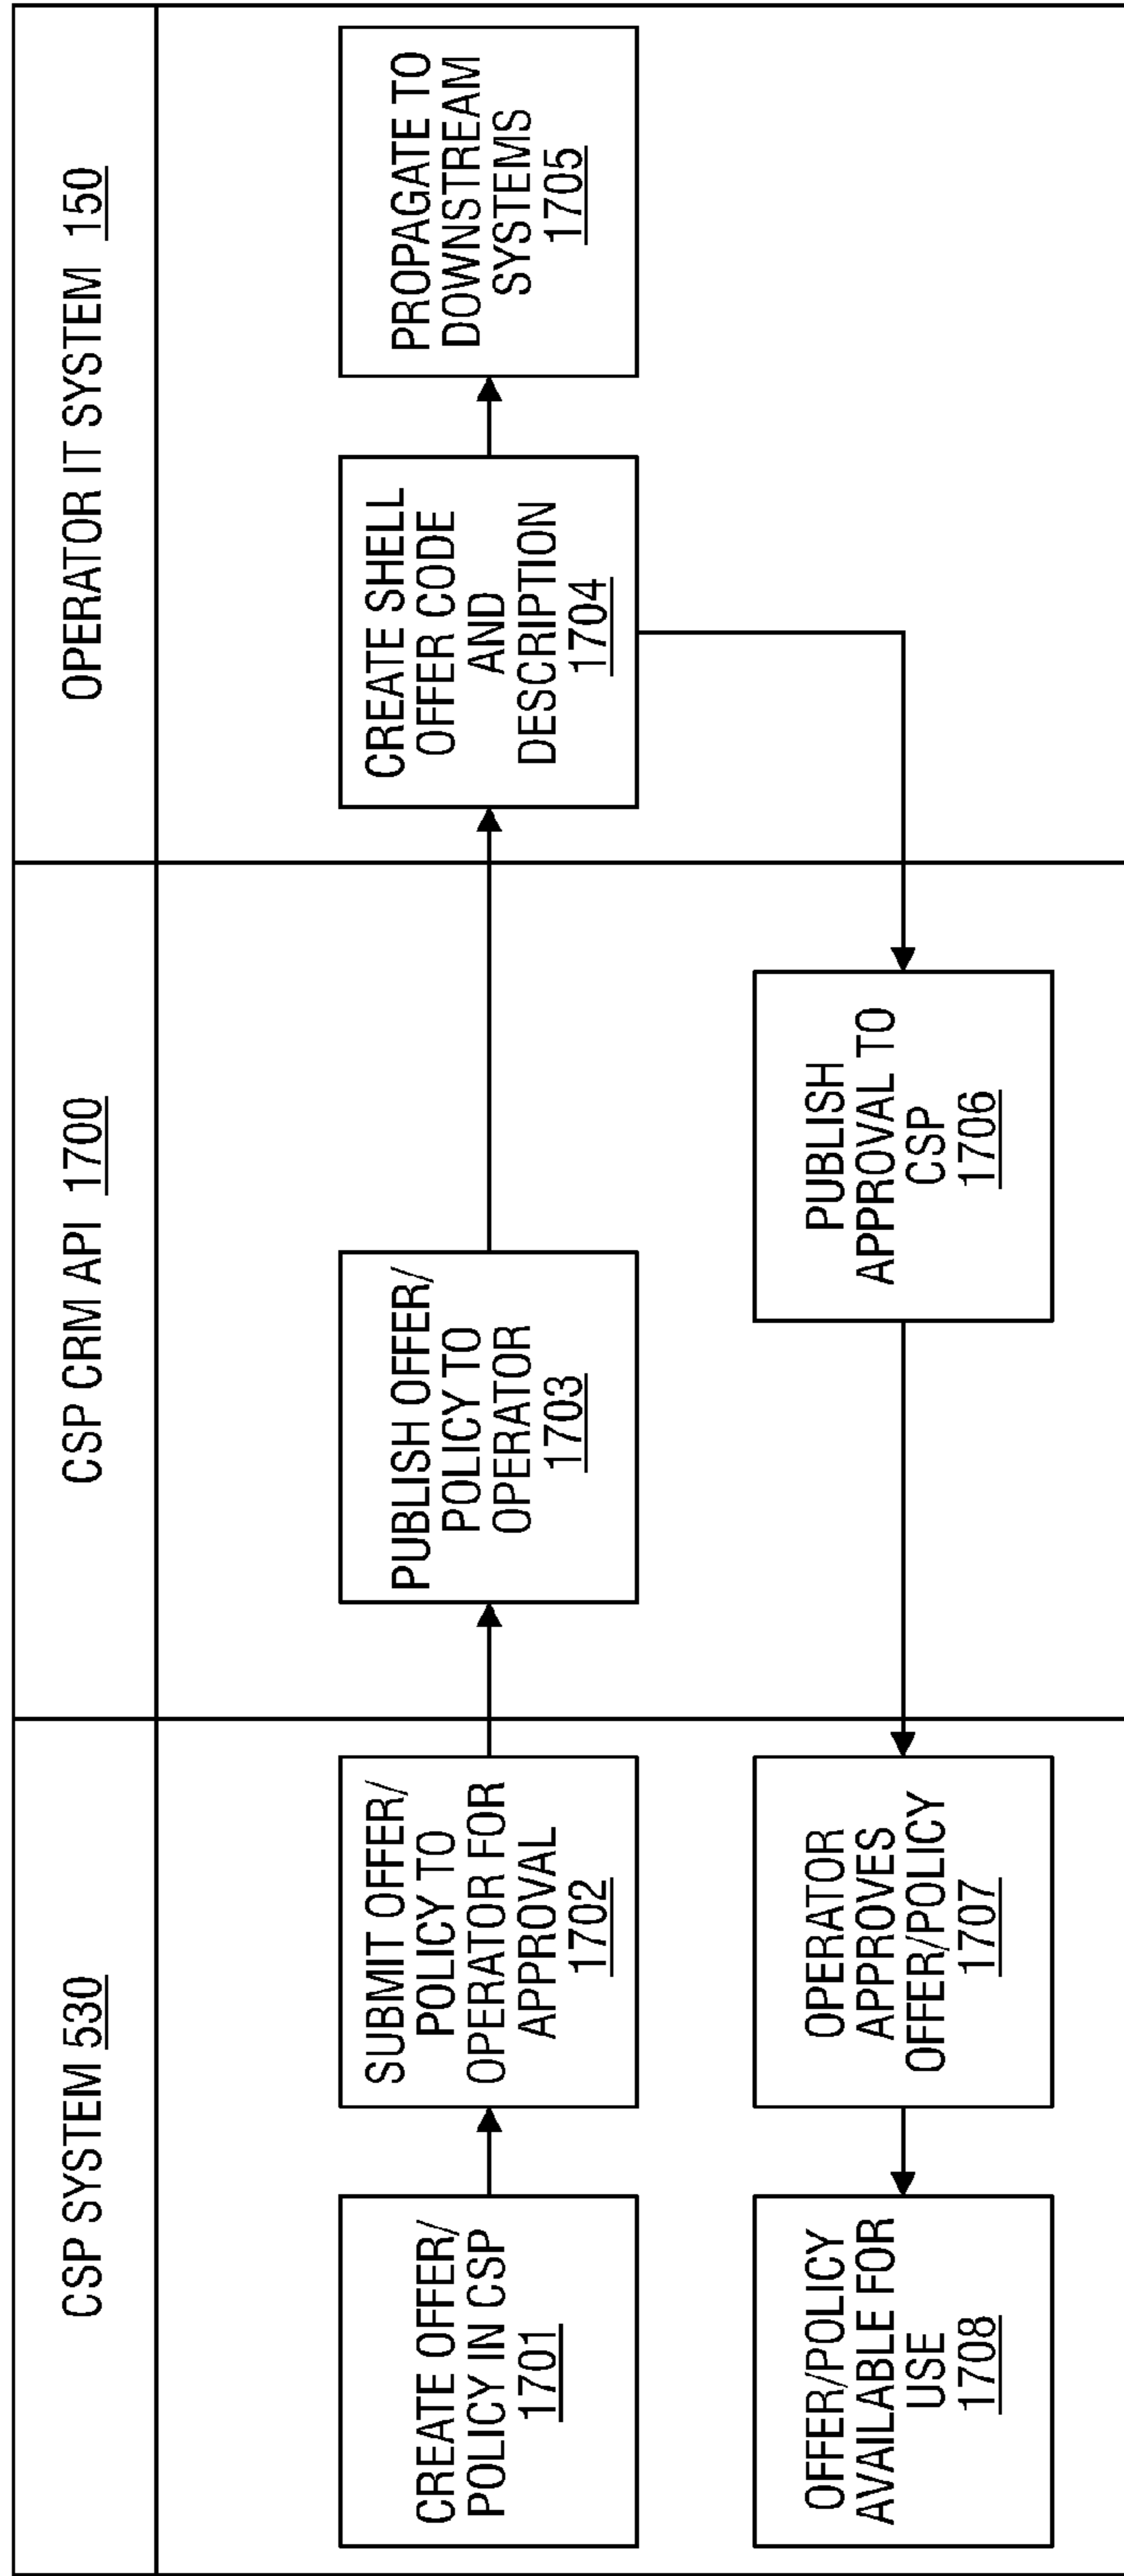 CSP SYSTEM 530
CSP CRM API 1700
OPERATOR IT SYSTEM 150
CREATE OFFER/
POLICY IN CSP
1701
SUBMIT OFFER/
POLICY TO
OPERATOR FOR
APPROVAL
1702
PUBLISH OFFER/
POLICY TO
OPERATOR
1703
CREATE SHELL
OFFER CODE
AND
DESCRIPTION
1704
PROPAGATE TO
DOWNSTREAM
SYSTEMS
1705
OFFER/POLICY
AVAILABLE FOR
USE
1708
OPERATOR
APPROVES
OFFER/POLICY
1707
PUBLISH
APPROVAL TO
CSP
1706